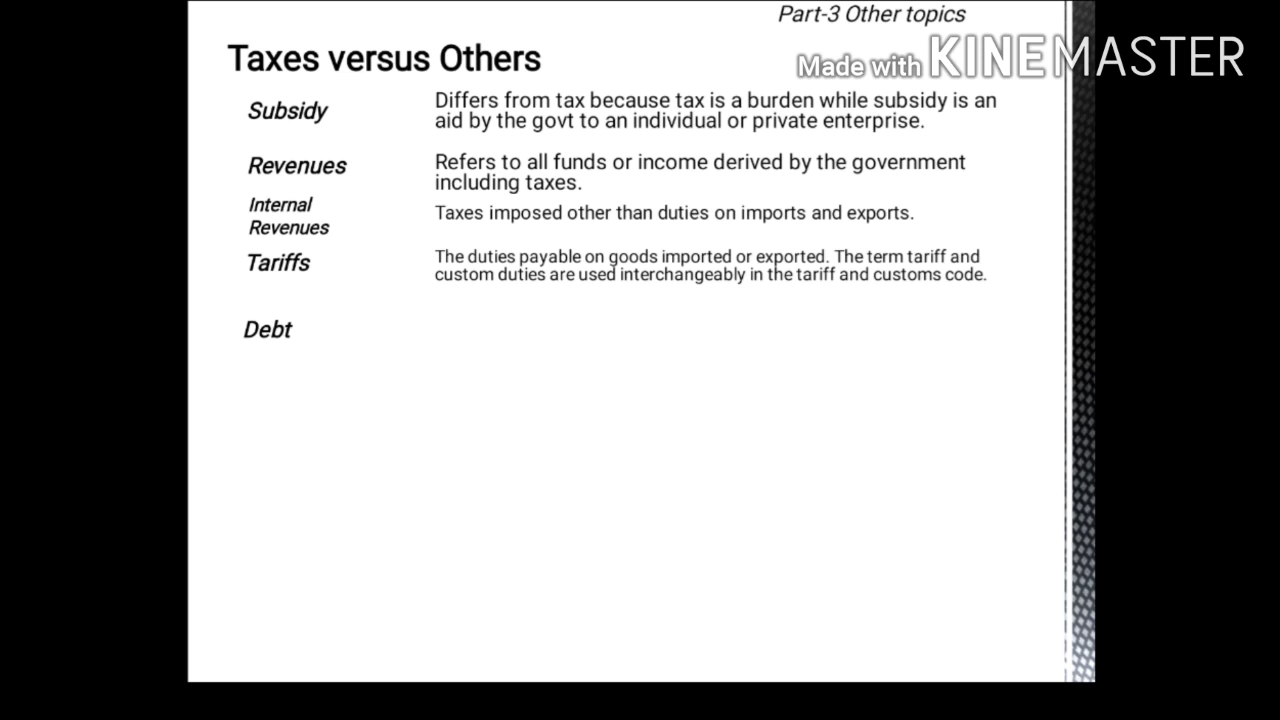 Part-3 Other topics
Made with KINEMASTER
Taxes versus Others
Subsidy
Differs from tax because tax is a burden while subsidy is an
aid by the govt to an individual or private enterprise.
Revenues
Refers to all funds or income derived by the government
including taxes.
Internal
Revenues
Taxes imposed other than duties on imports and exports.
Tariffs
The duties payable on goods imported or exported. The term tariff and
custom duties are used interchangeably in the tariff and customs code.
Debt